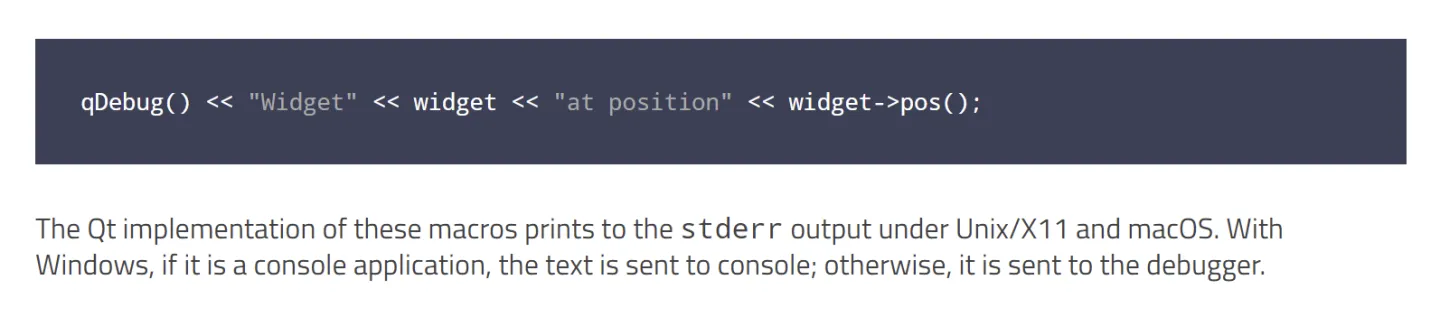 qDebug() << "Widget" << widget << "at position" << widget->pos();
The Qt implementation of these macros prints to the stderr output under Unix/X11 and macOS. With
Windows, if it is a console application, the text is sent to console; otherwise, it is sent to the debugger.